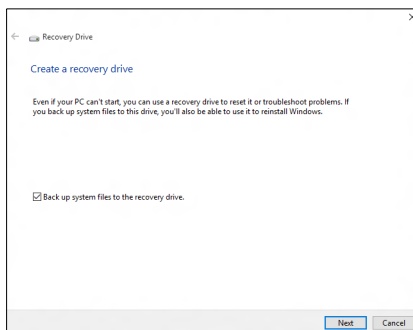 Recovery Drive
Create a recovery drive
Even if your PC can't start, you can use a recovery drive to reset it or troubleshoot problems. If
you back up system files to this drive, you'll also be able to use it to reinstall Windows.
Back up system files to the recovery drive.
Next Cancel